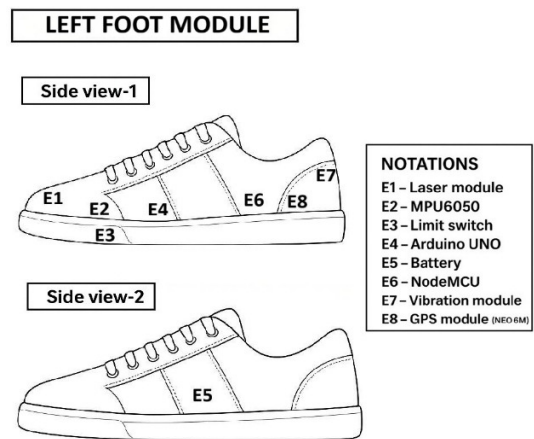 LEFT FOOT MODULE
Side view-1
E1
E2
E3
E4
E6
E7
E8
Side view-2
E5
NOTATIONS
E1 – Laser module
E2 – MPU6050
E3 – Limit switch
E4 – Arduino UNO
E5 – Battery
E6 – NodeMCU
E7 – Vibration module
E8 – GPS module (NEO 6M)